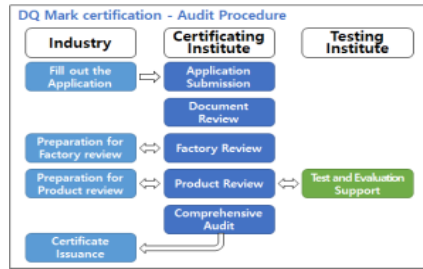 DQ Mark certification - Audit Procedure
Industry
Certificating
Institute
Testing
Institute
Fill out the
Application
Application
Submission
Document
Review
Preparation for
Factory review
Factory Review
Preparation for
Product review
Product Review
Test and Evaluation
Support
Comprehensive
Audit
Certificate
Issuance